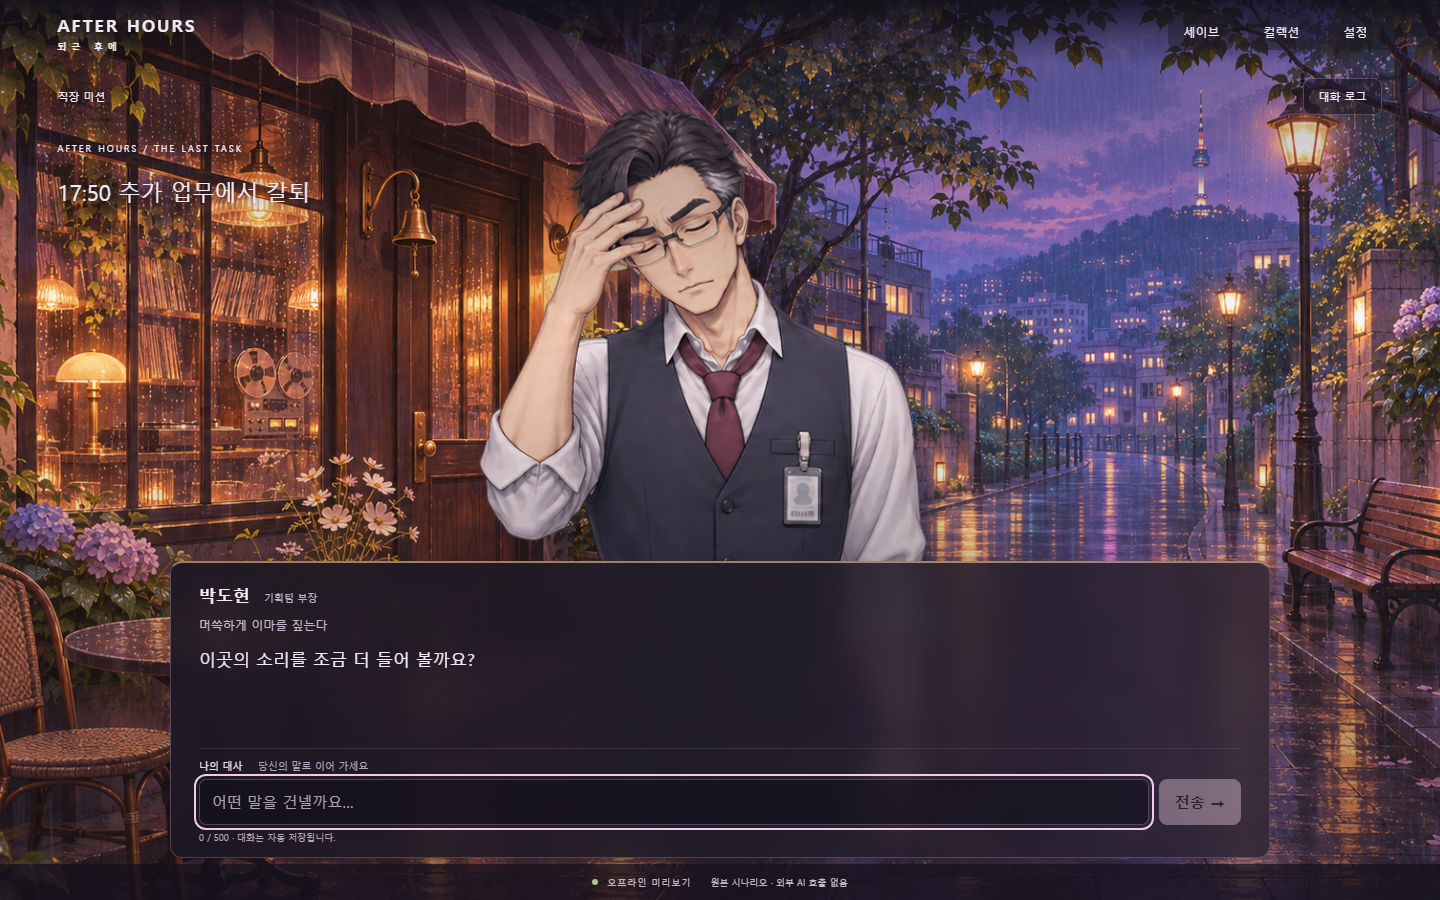 AFTER HOURS
퇴근 후에
세이브 컬렉션 설정
직장 미션
대화 로그
AFTER HOURS / THE LAST TASK
17:50 추가 업무에서 칼퇴
박도현 기획팀 부장
머쓱하게 이마를 짚는다
이곳의 소리를 조금 더 들어 볼까요?
나의 대사 당신의 말로 이어 가세요
어떤 말을 건넬까요...
전송 →
0 / 500 · 대화는 자동 저장됩니다.
오프라인 미리보기 원본 시나리오 · 외부 AI 호출 없음